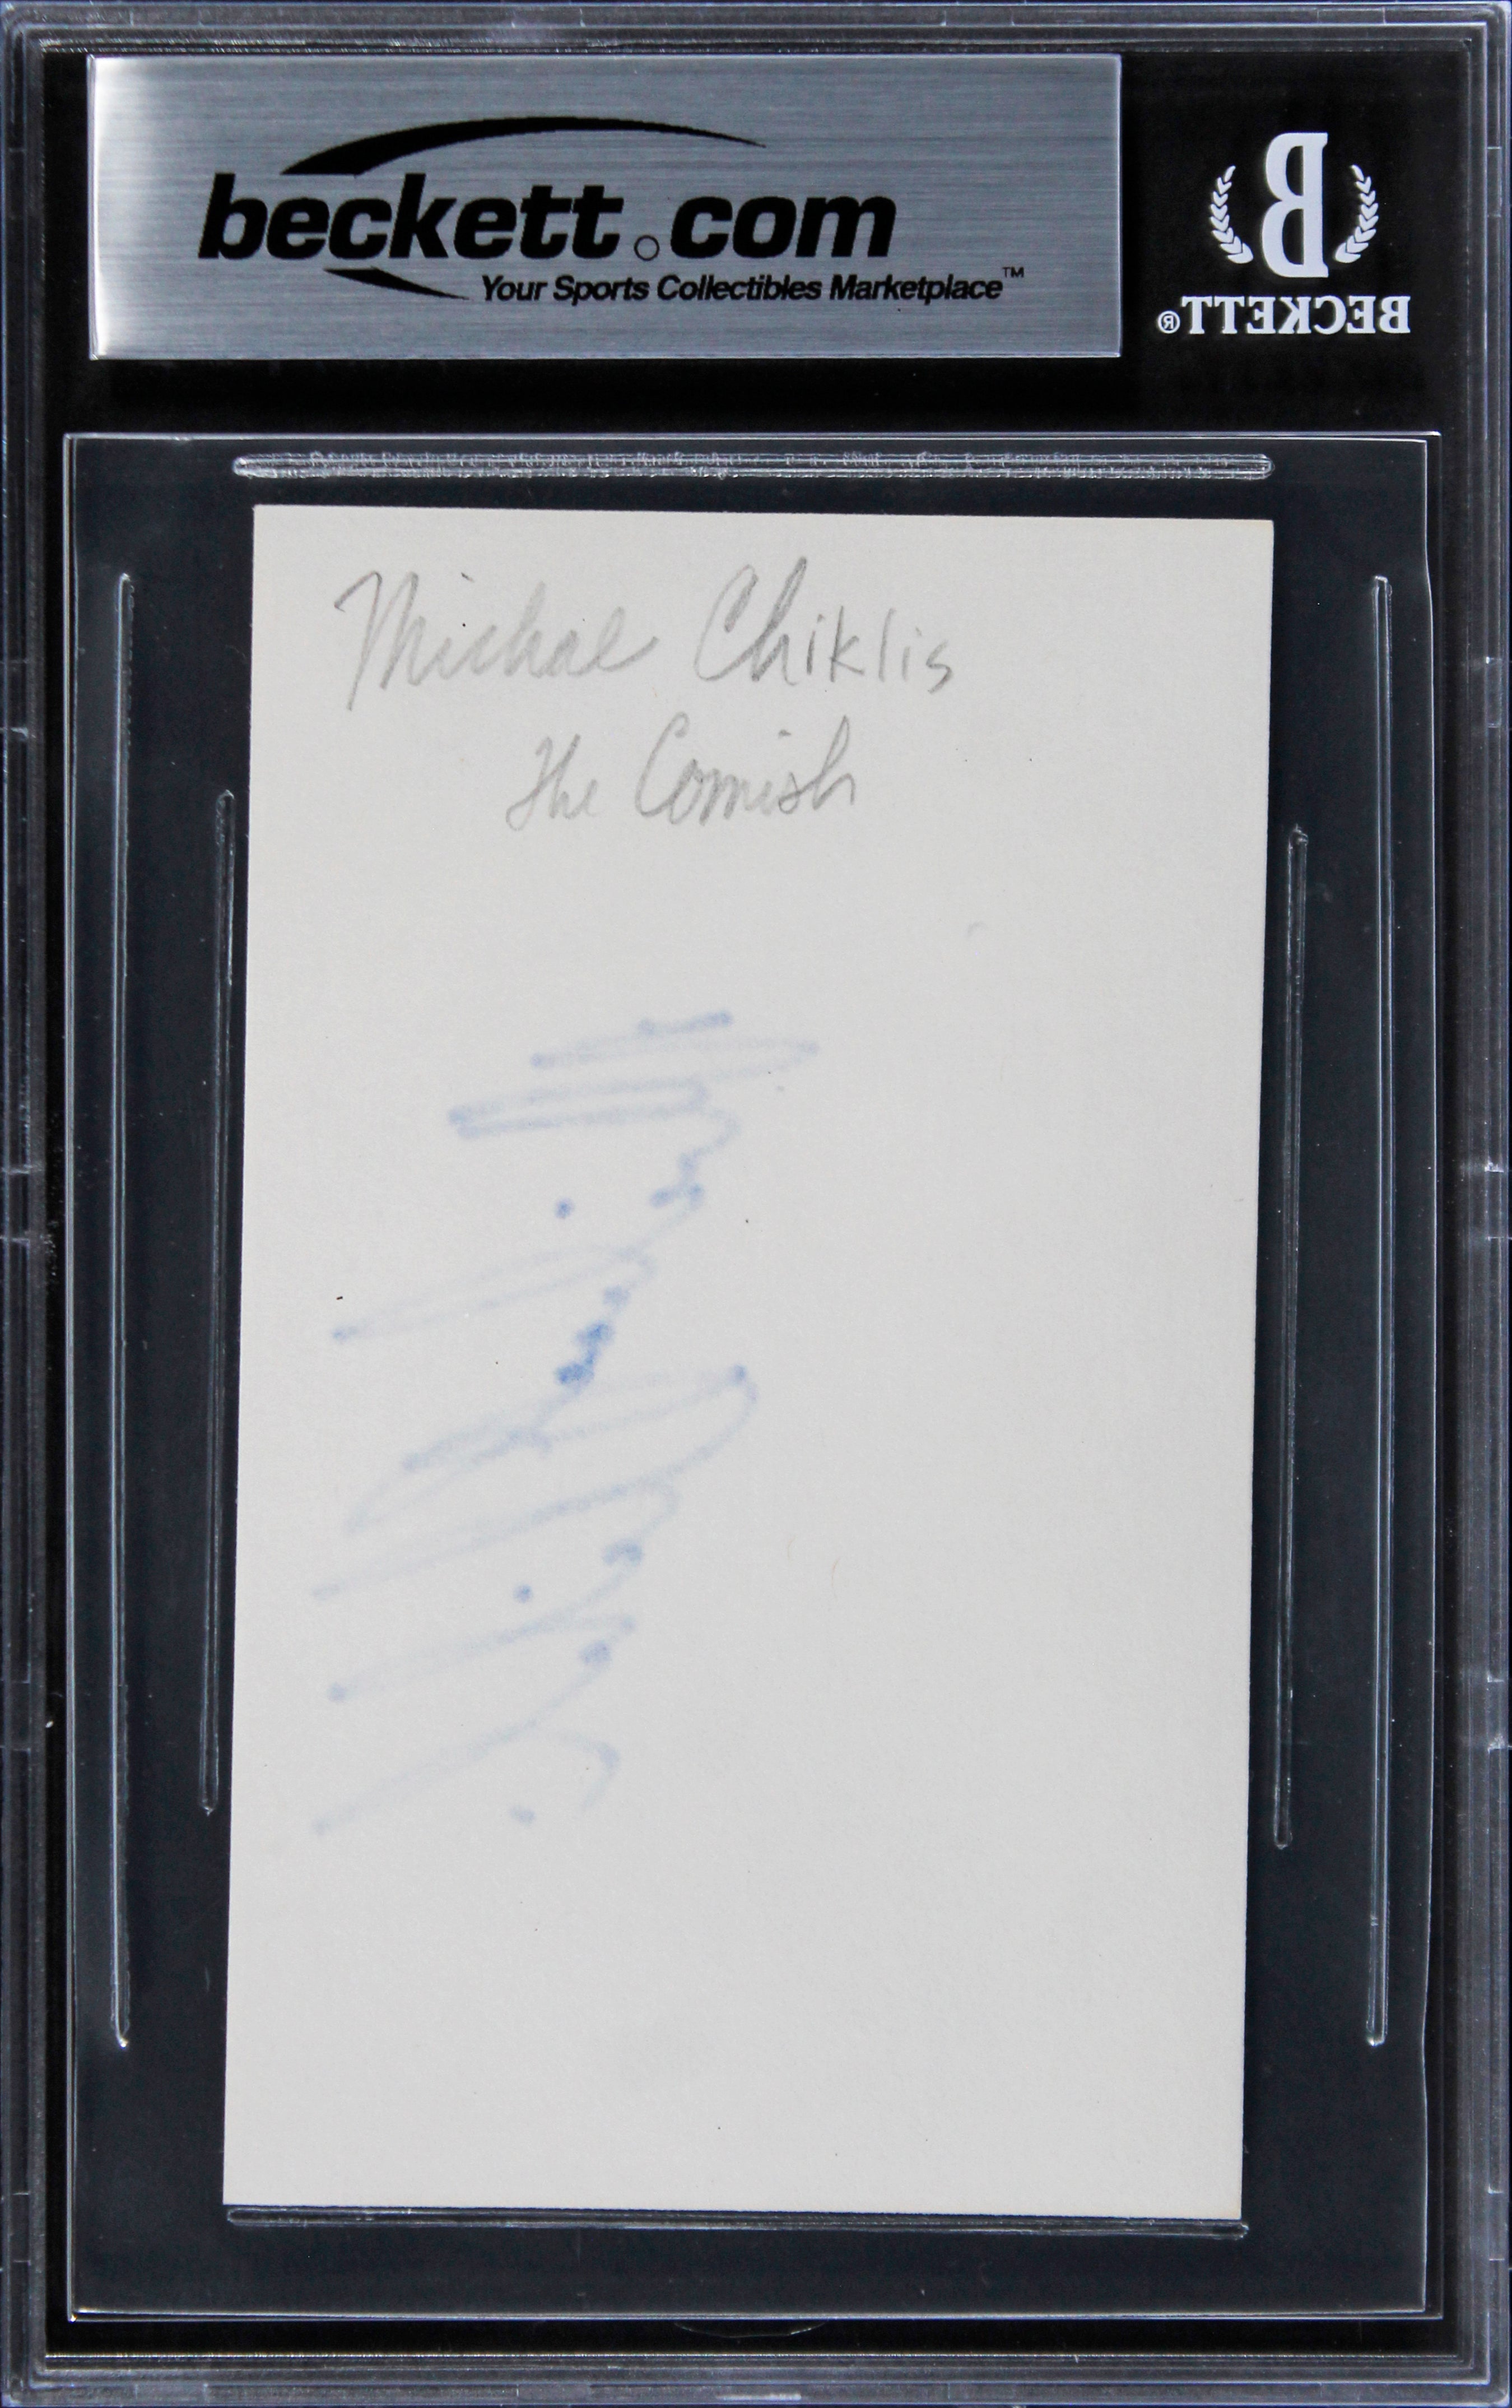 beckett.com
Your Sports Collectibles Marketplace™
B
BECKETT®
Michael Chiklis
The Comish